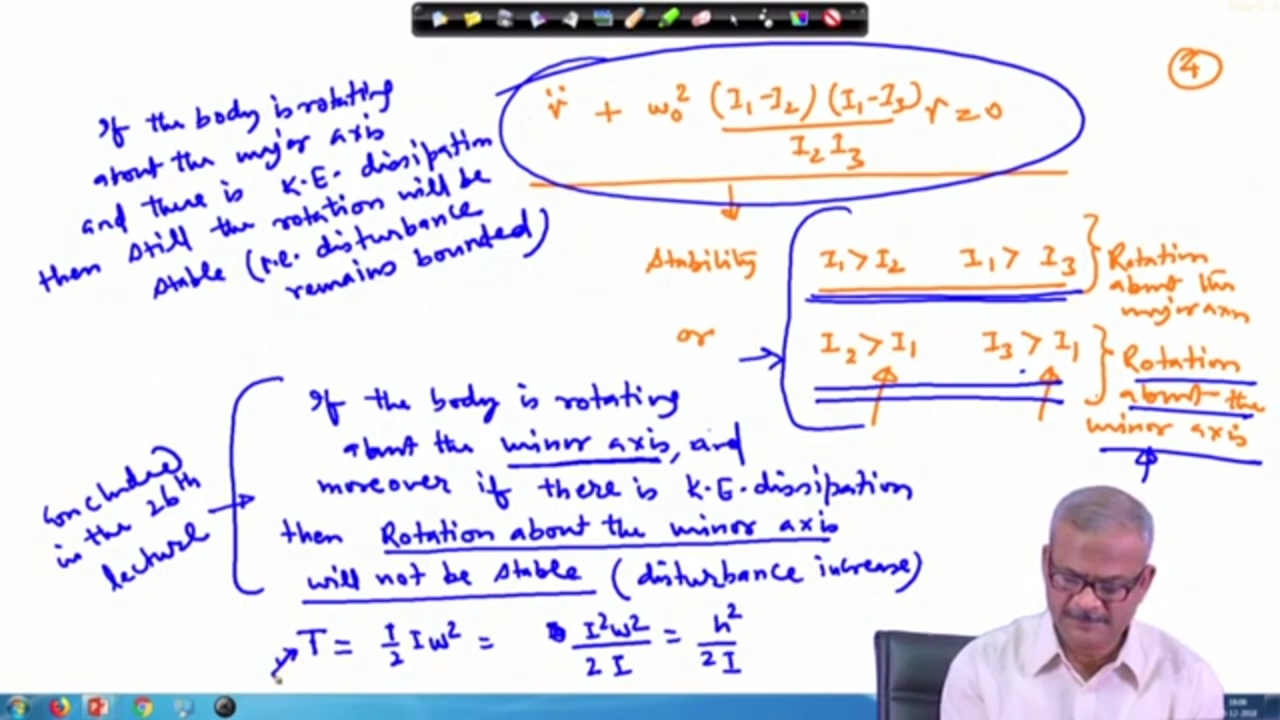 4
r̈ + ω₀² (I₁-I₂)(I₁-I₃) r = 0
I₂ I₃
If the body is rotating
about the major axis
and there is K.E. dissipation
then still the rotation will be
stable (i.e. disturbance
remains bounded)
Stability
I₁ > I₂ I₁ > I₃
Rotation
about the
major axis
or
I₂ > I₁ I₃ > I₁
Rotation
about the
minor axis
Concluded
in the 26th
lecture
If the body is rotating
about the minor axis, and
moreover if there is K.E. dissipation
then Rotation about the minor axis
will not be stable (disturbance increase)
T = 1/2 Iω² = I²ω²/2I = h²/2I